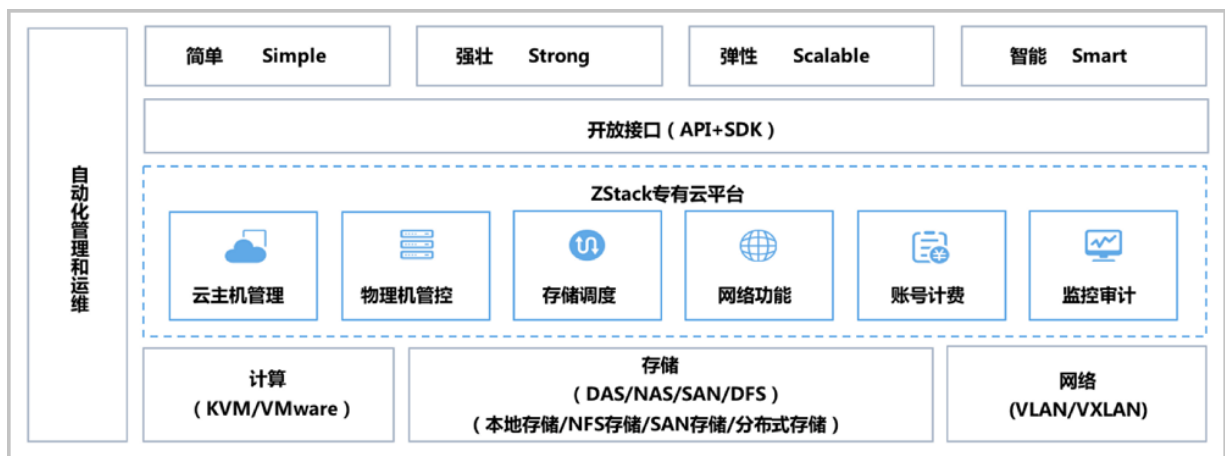 自动化管理和运维
简单 Simple
强壮 Strong
弹性 Scalable
智能 Smart
开放接口（API+SDK）
ZStack专有云平台
云主机管理
物理机管控
存储调度
网络功能
账号计费
监控审计
计算
（KVM/VMware）
存储
（DAS/NAS/SAN/DFS）
（本地存储/NFS存储/SAN存储/分布式存储）
网络
(VLAN/VXLAN)